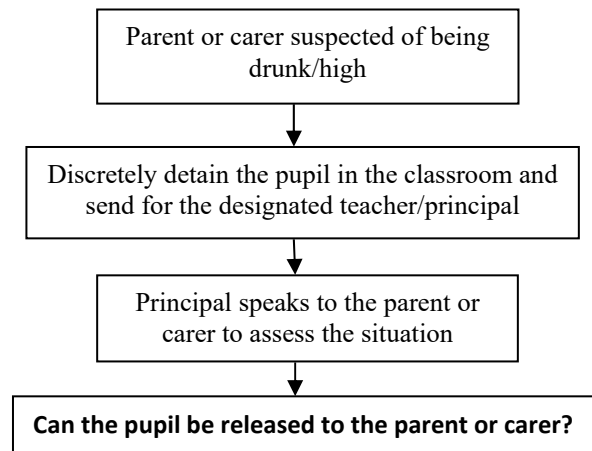 Parent or carer suspected of being
drunk/high
Discretely detain the pupil in the classroom and
send for the designated teacher/principal
Principal speaks to the parent or
carer to assess the situation
Can the pupil be released to the parent or carer?